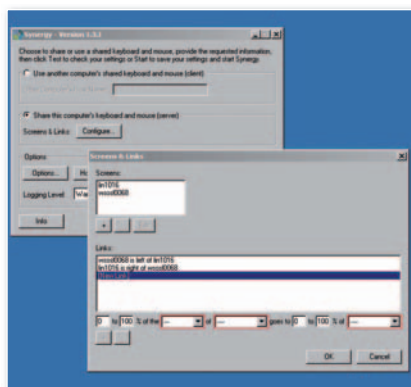 Synergy - Version 1.3.1
Choose to share or use a shared keyboard and mouse, provide the requested information,
then click Test to check your settings or Start to save your settings and start Synergy.
Use another computer's shared keyboard and mouse (client)
Share this computer's keyboard and mouse (server)
Screens & Links: Configure...
Options
Options...
Logging Level:
Info
Screens & Links
Screens:
lin1016
wssd0068
+
Links:
wssd0068 is left of lin1016
lin1016 is right of wssd0068
0 to 100 % of the --- of --- goes to 0 to 100 % of ---
OK Cancel